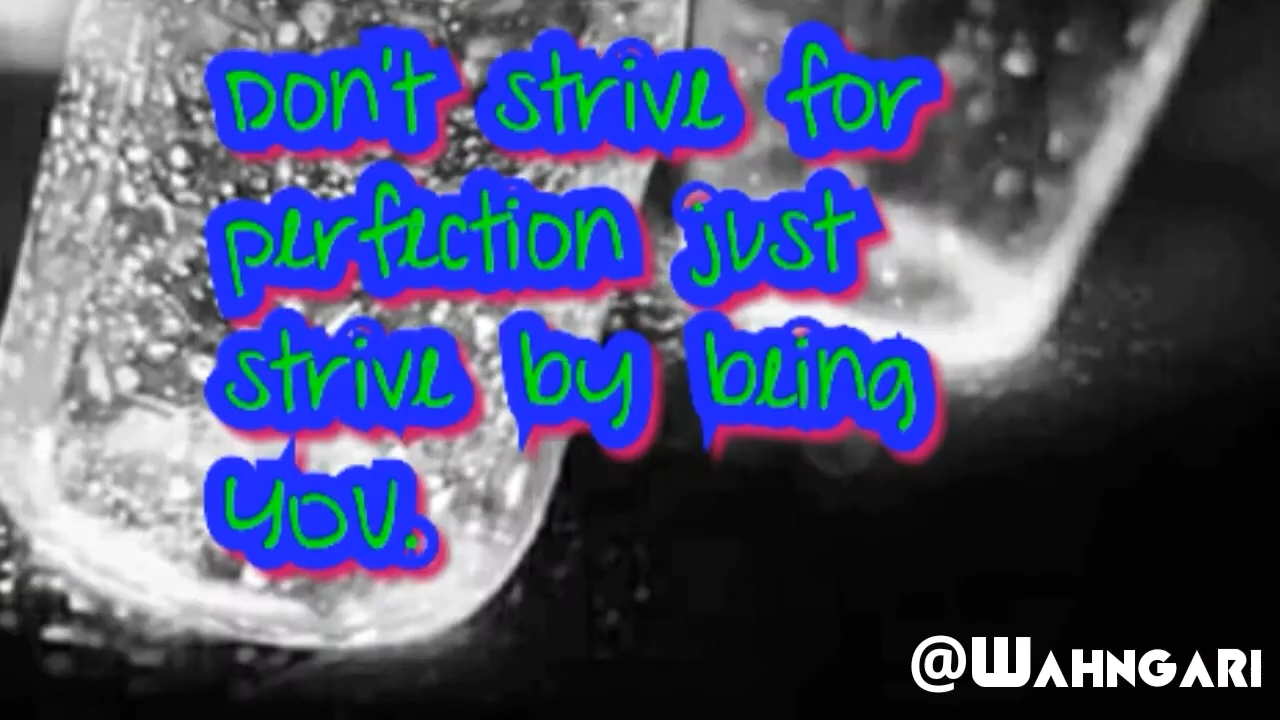 Don't strive for
perfection just
strive by being
you.
@WAHNGARI